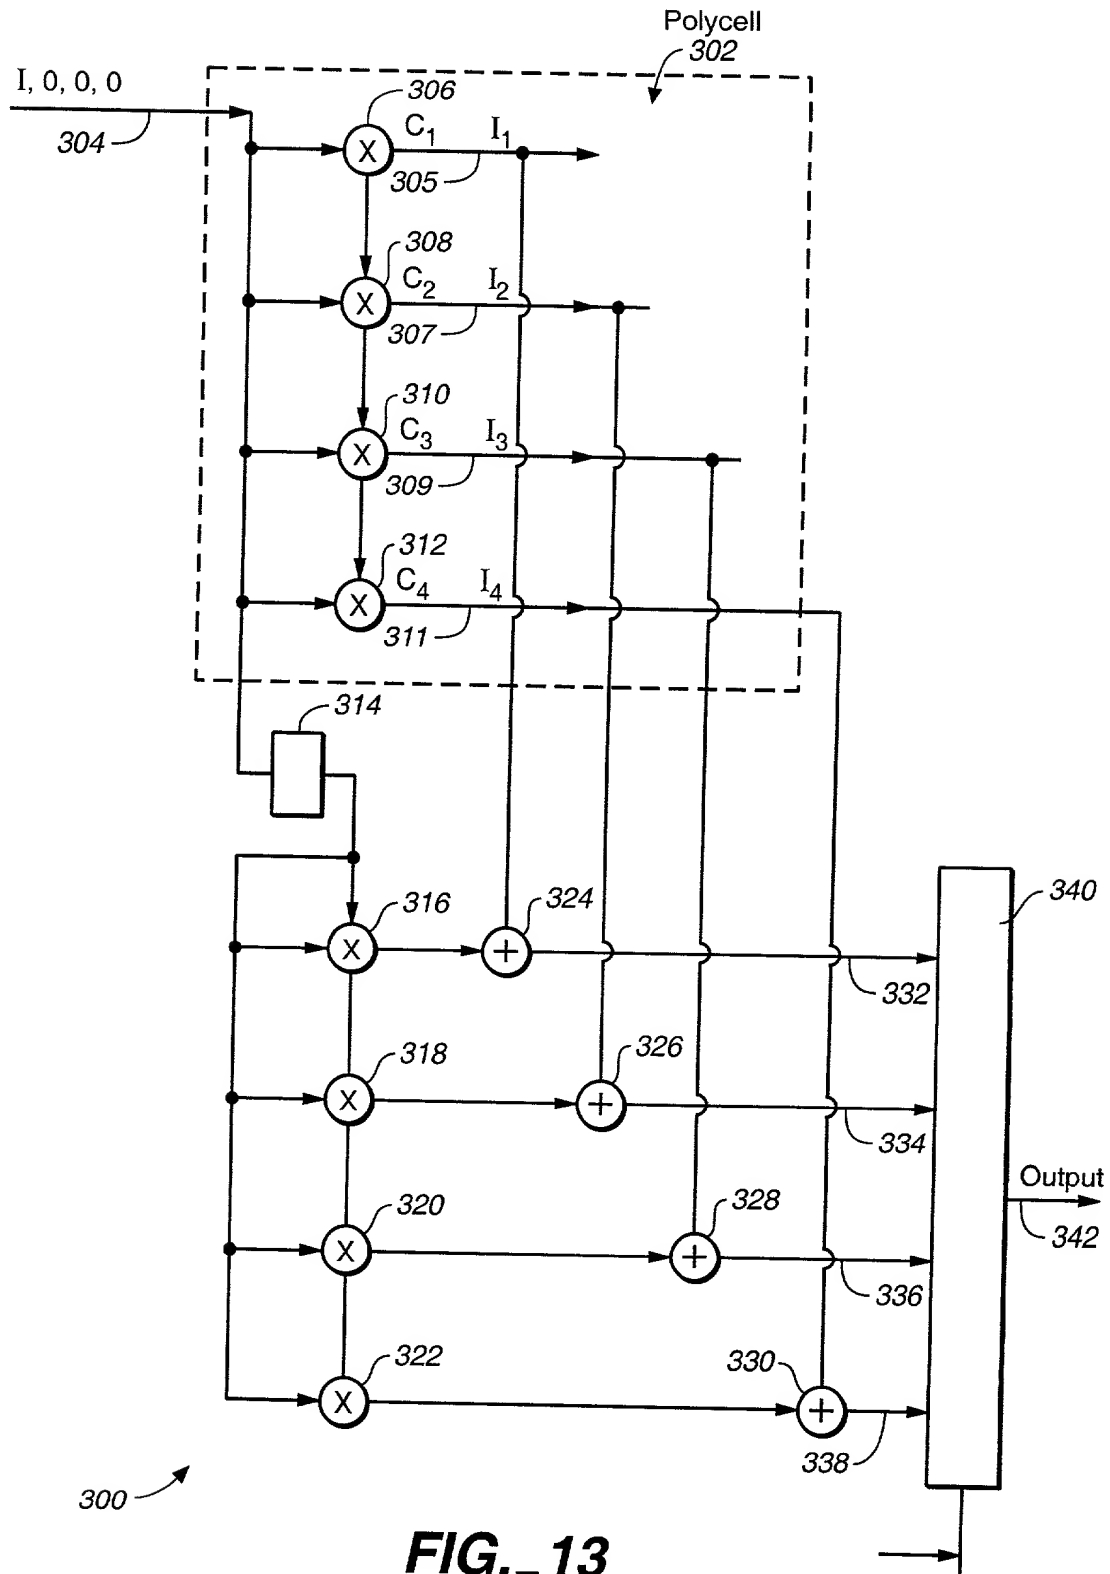 Polycell
302
I, 0, 0, 0
304
306
C₁ I₁
305
308
C₂ I₂
307
310
C₃ I₃
309
312
C₄ I₄
311
314
316
324
340
332
318
326
334
Output
342
320
328
336
322
330
338
300
FIG._13
X
X
X
X
X
+
X
+
X
+
X
+